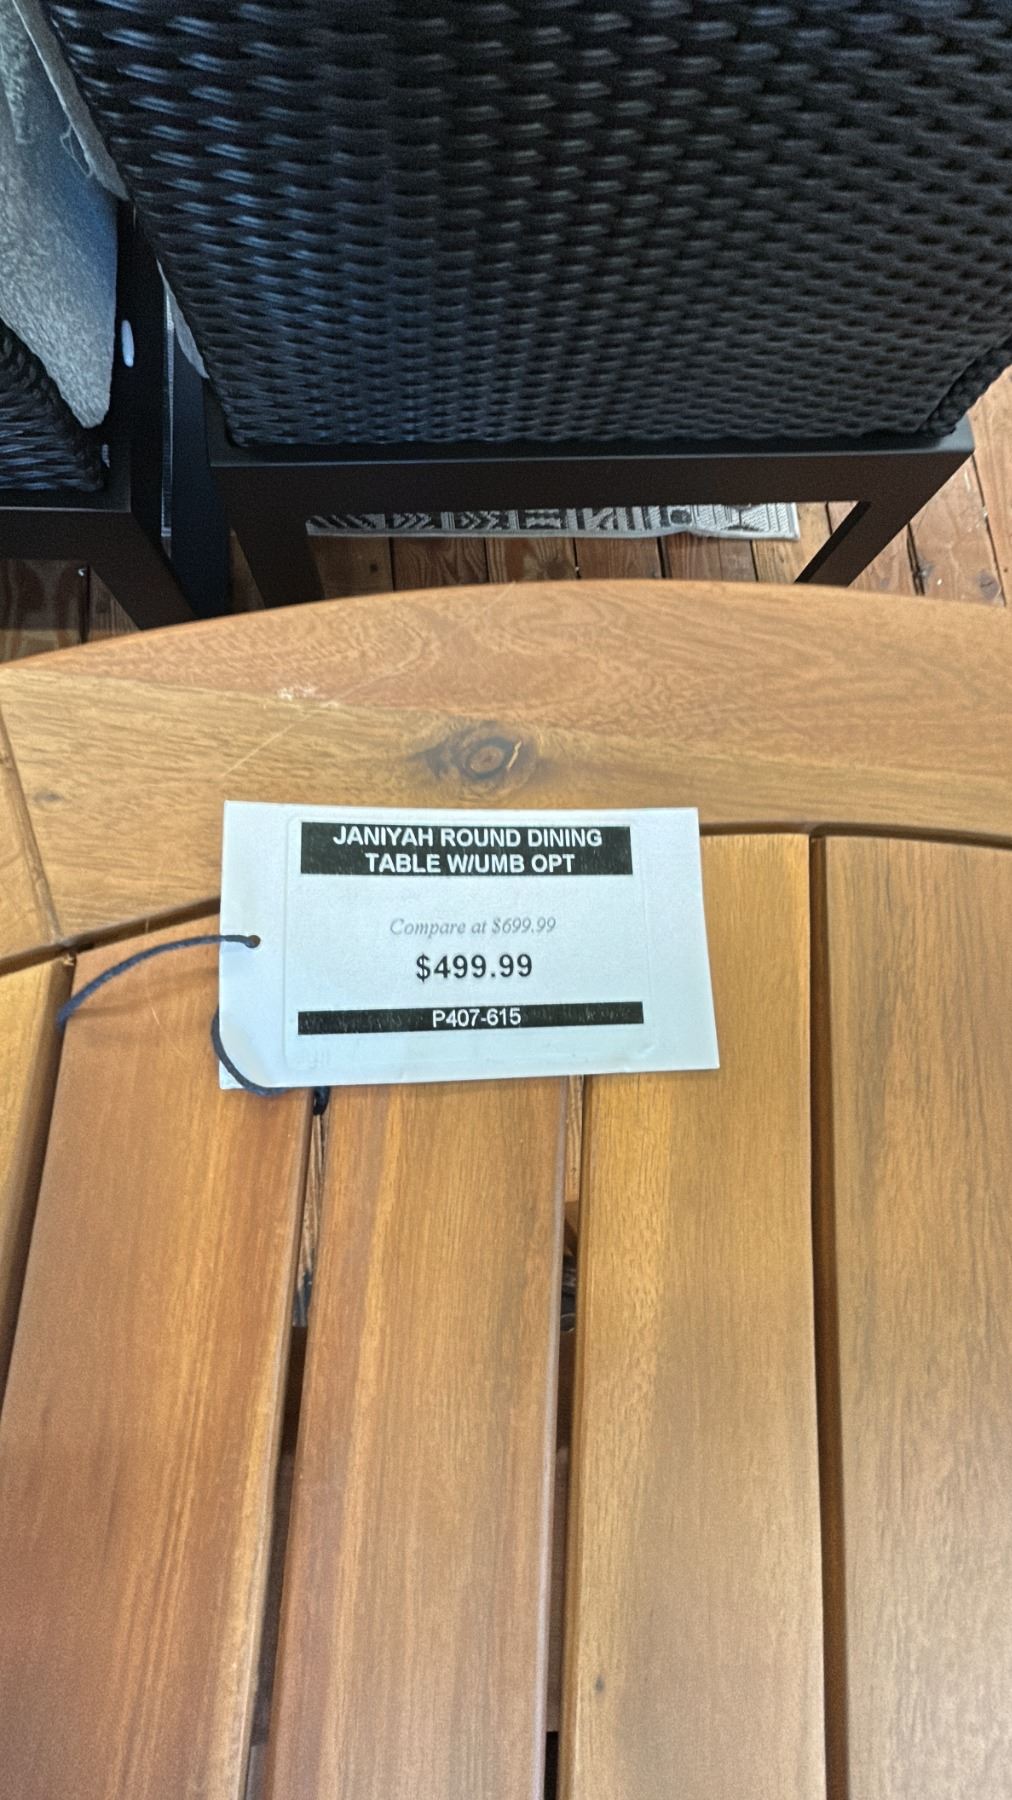 JANIYAH ROUND DINING
TABLE W/UMB OPT
Compare at $699.99
$499.99
P407-615